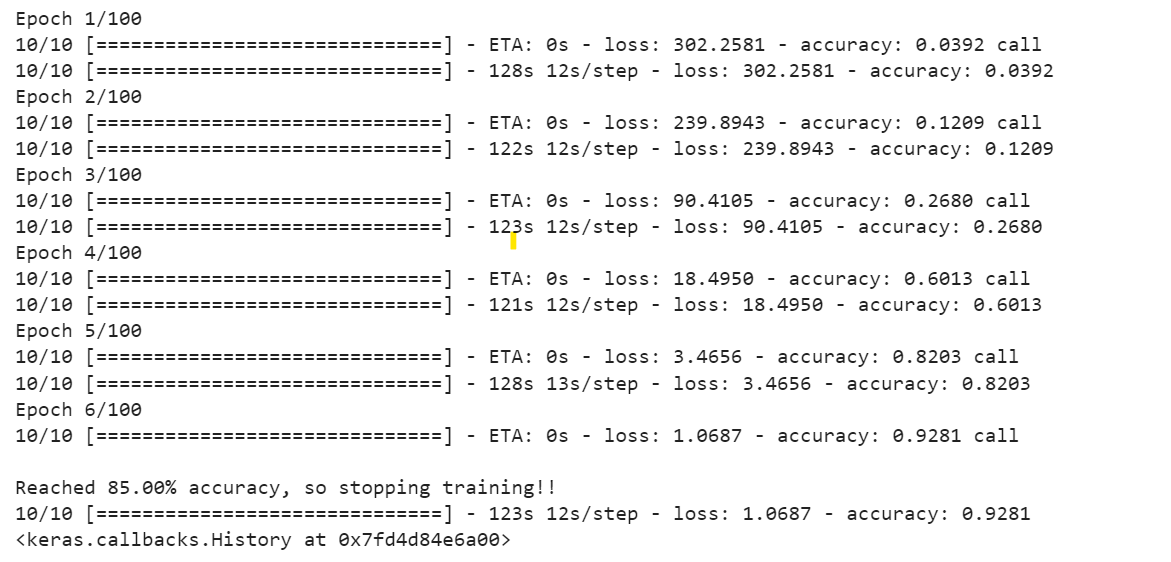 Epoch 1/100
10/10 [==============================] - ETA: 0s - loss: 302.2581 - accuracy: 0.0392 call
10/10 [==============================] - 128s 12s/step - loss: 302.2581 - accuracy: 0.0392
Epoch 2/100
10/10 [==============================] - ETA: 0s - loss: 239.8943 - accuracy: 0.1209 call
10/10 [==============================] - 122s 12s/step - loss: 239.8943 - accuracy: 0.1209
Epoch 3/100
10/10 [==============================] - ETA: 0s - loss: 90.4105 - accuracy: 0.2680 call
10/10 [==============================] - 123s 12s/step - loss: 90.4105 - accuracy: 0.2680
Epoch 4/100
10/10 [==============================] - ETA: 0s - loss: 18.4950 - accuracy: 0.6013 call
10/10 [==============================] - 121s 12s/step - loss: 18.4950 - accuracy: 0.6013
Epoch 5/100
10/10 [==============================] - ETA: 0s - loss: 3.4656 - accuracy: 0.8203 call
10/10 [==============================] - 128s 13s/step - loss: 3.4656 - accuracy: 0.8203
Epoch 6/100
10/10 [==============================] - ETA: 0s - loss: 1.0687 - accuracy: 0.9281 call
Reached 85.00% accuracy, so stopping training!!
10/10 [==============================] - 123s 12s/step - loss: 1.0687 - accuracy: 0.9281
<keras.callbacks.History at 0x7fd4d84e6a00>